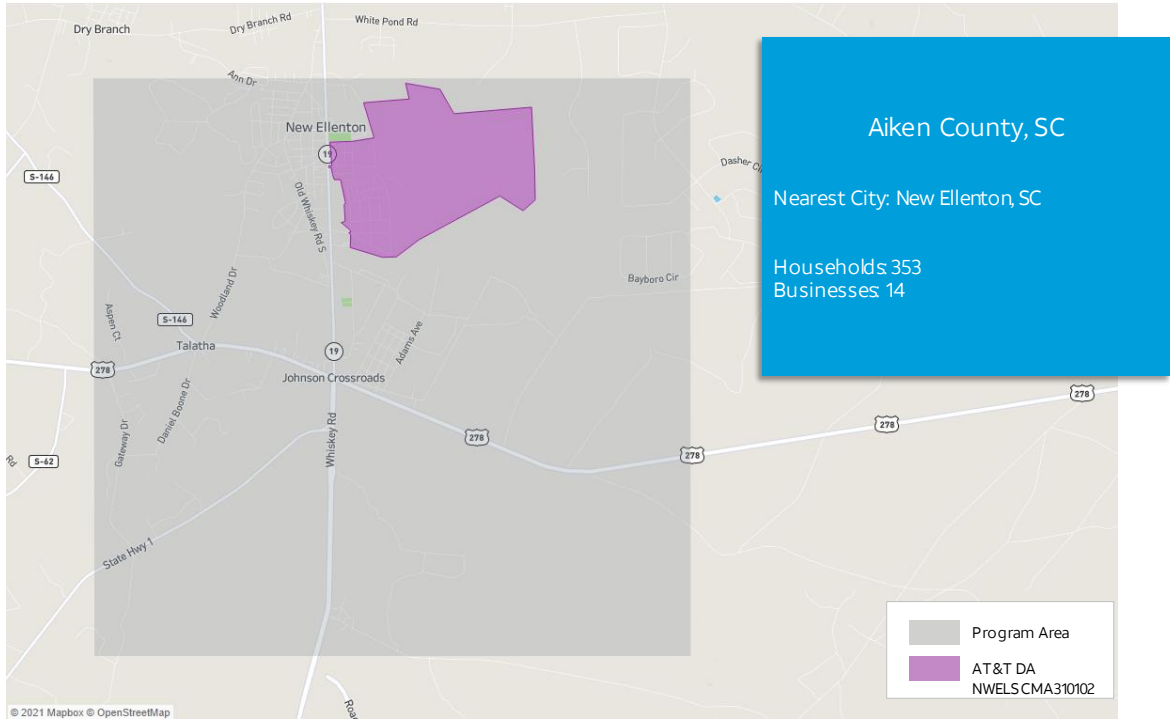 Dry Branch
Dry Branch Rd
White Pond Rd
Ann Dr
New Ellenton
19
S-146
Old Whiskey Rd S
Dasher Cir
Aiken County, SC
Nearest City: New Ellenton, SC
Households: 353
Businesses: 14
Bayboro Cir
Woodland Dr
Aspen Ct
S-146
Talatha
278
19
Adams Ave
Johnson Crossroads
Daniel Boone Dr
Gateway Dr
Whiskey Rd
278
278
278
278
Rd
S-62
State Hwy 1
Road
Program Area
AT&T DA
NWELSCMA310102
© 2021 Mapbox © OpenStreetMap